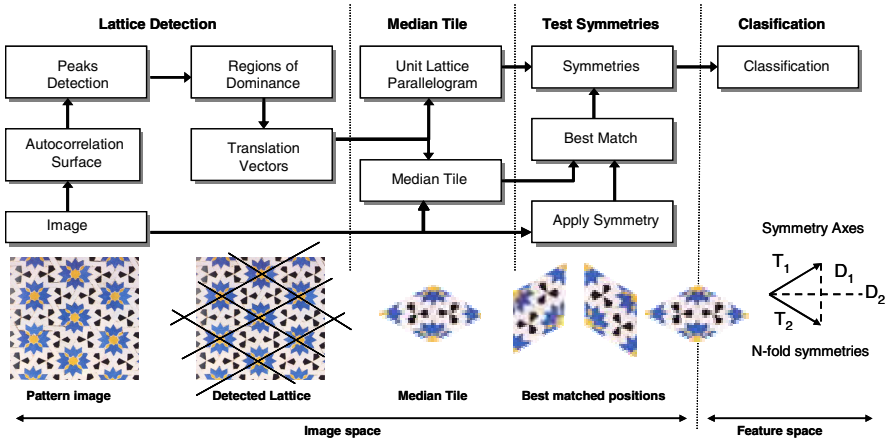 Lattice Detection
Median Tile
Test Symmetries
Clasification
Peaks
Detection
Regions of
Dominance
Unit Lattice
Parallelogram
Symmetries
Classification
Autocorrelation
Surface
Translation
Vectors
Best Match
Median Tile
Image
Apply Symmetry
Symmetry Axes
T1
D1
D2
T2
N-fold symmetries
Pattern image
Detected Lattice
Median Tile
Best matched positions
Image space
Feature space